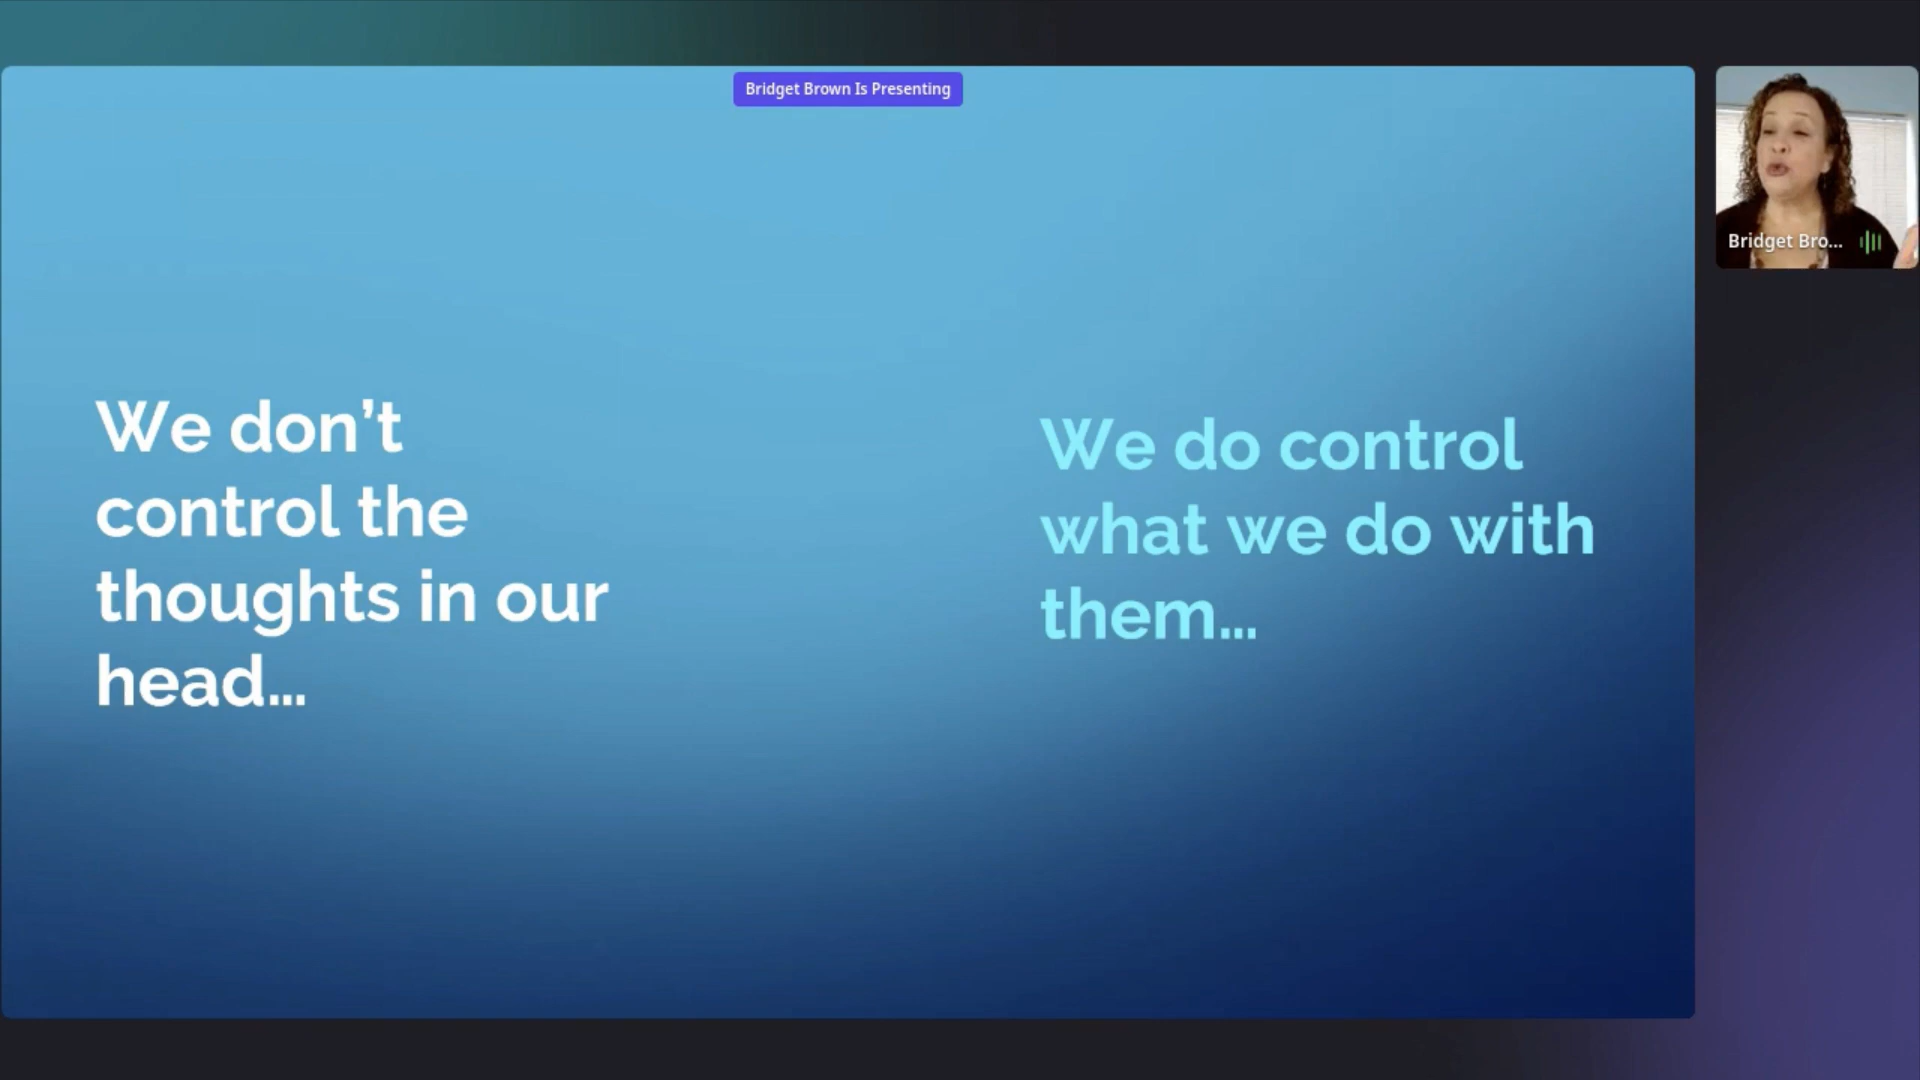 Bridget Brown Is Presenting
We don’t
control the
thoughts in our
head...
We do control
what we do with
them...
Bridget Bro...